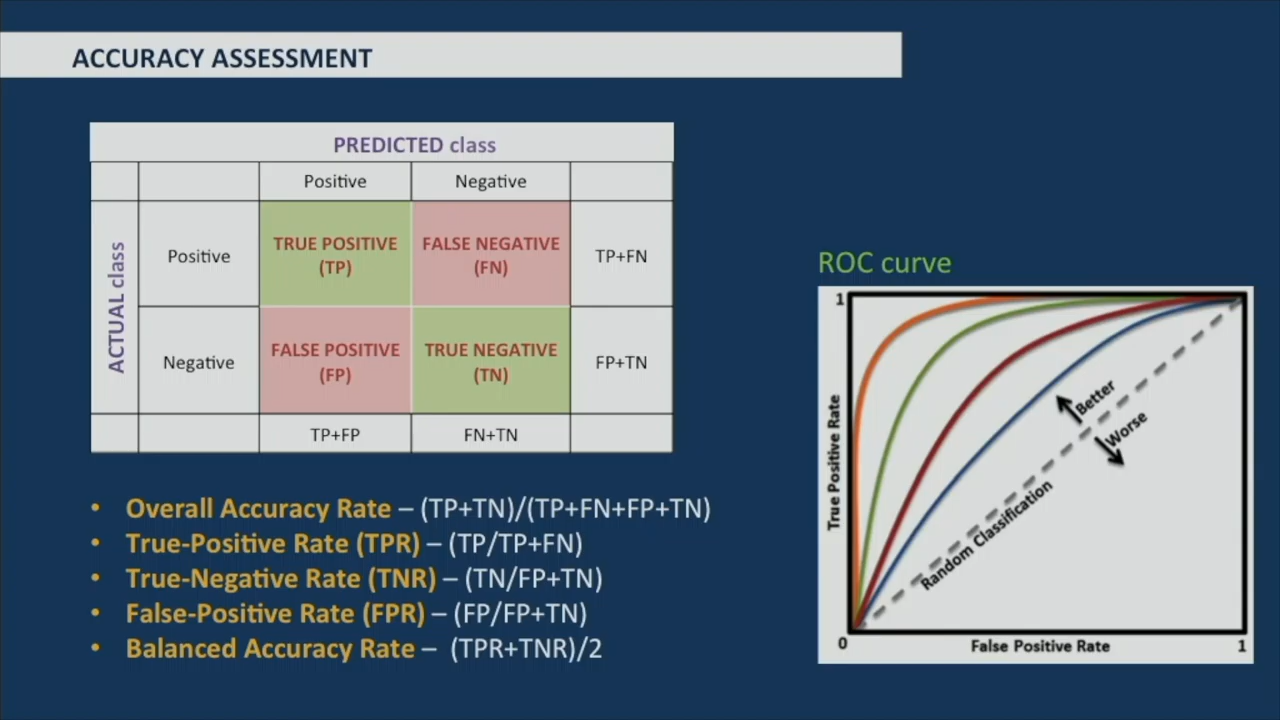 ACCURACY ASSESSMENT
PREDICTED class
Positive Negative
ACTUAL class
Positive
TRUE POSITIVE
(TP)
FALSE NEGATIVE
(FN)
TP+FN
Negative
FALSE POSITIVE
(FP)
TRUE NEGATIVE
(TN)
FP+TN
TP+FP FN+TN
• Overall Accuracy Rate – (TP+TN)/(TP+FN+FP+TN)
• True-Positive Rate (TPR) – (TP/TP+FN)
• True-Negative Rate (TNR) – (TN/FP+TN)
• False-Positive Rate (FPR) – (FP/FP+TN)
• Balanced Accuracy Rate – (TPR+TNR)/2
ROC curve
1
True Positive Rate
Better
Worse
Random Classification
0
False Positive Rate
1